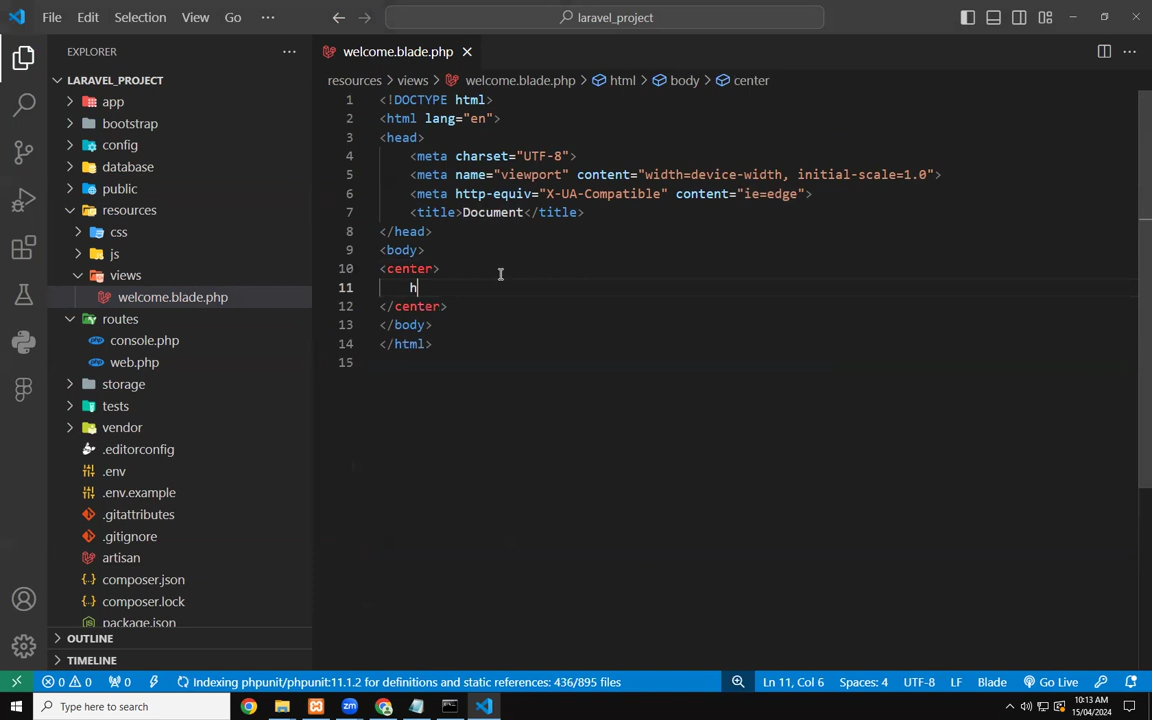 File Edit Selection View Go ··· laravel_project
EXPLORER ···
LARAVEL_PROJECT
app
bootstrap
config
database
public
resources
css
js
views
welcome.blade.php
routes
console.php
web.php
storage
tests
vendor
.editorconfig
.env
.env.example
.gitattributes
.gitignore
artisan
composer.json
composer.lock
package.json
OUTLINE
TIMELINE
welcome.blade.php
resources > views > welcome.blade.php > html > body > center
1 <!DOCTYPE html>
2 <html lang="en">
3 <head>
4 <meta charset="UTF-8">
5 <meta name="viewport" content="width=device-width, initial-scale=1.0">
6 <meta http-equiv="X-UA-Compatible" content="ie=edge">
7 <title>Document</title>
8 </head>
9 <body>
10 <center>
11 h
12 </center>
13 </body>
14 </html>
15
0 0 0 Indexing phpunit/phpunit:11.1.2 for definitions and static references: 436/895 files Ln 11, Col 6 Spaces: 4 UTF-8 LF Blade Go Live
Type here to search
zm
10:13 AM
15/04/2024